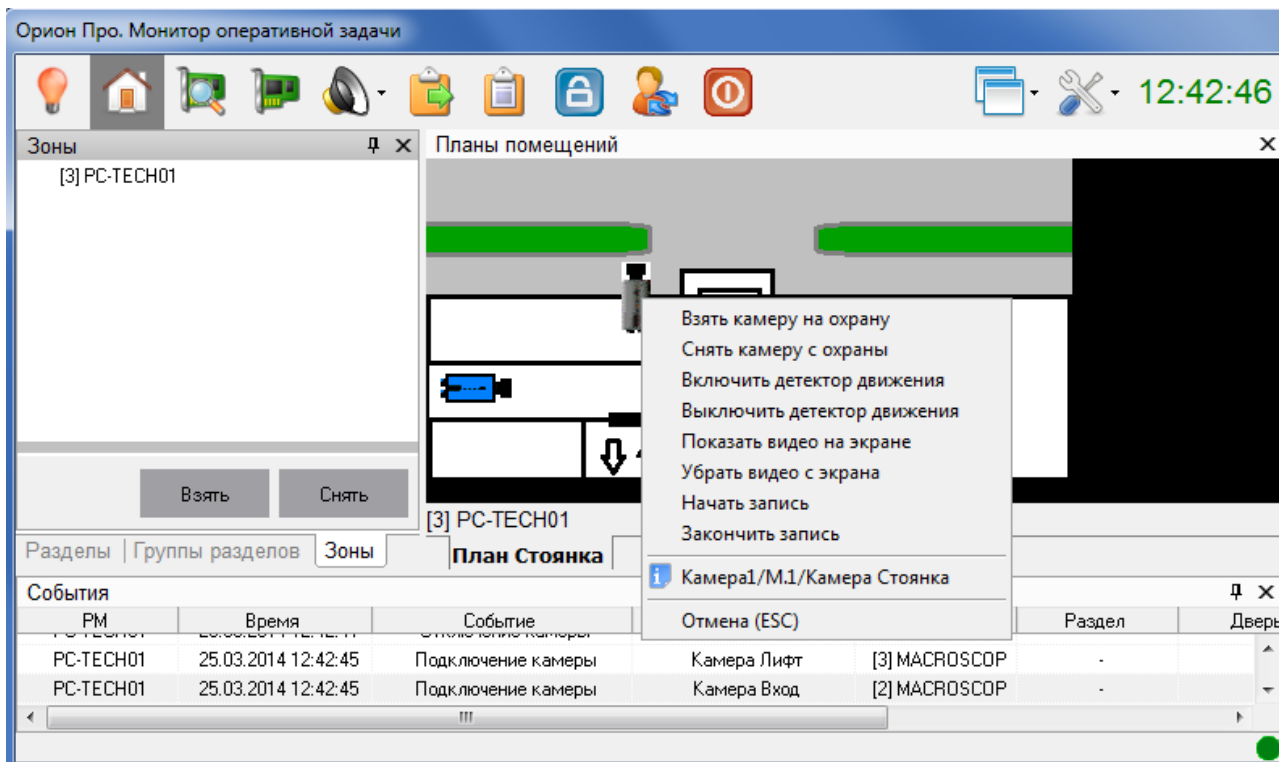 Орион Про. Монитор оперативной задачи
12:42:46
Зоны
[3] PC-TECH01
Взять Снять
Разделы Группы разделов Зоны
Планы помещений
Взять камеру на охрану
Снять камеру с охраны
Включить детектор движения
Выключить детектор движения
Показать видео на экране
Убрать видео с экрана
Начать запись
Закончить запись
Камера1/М.1/Камера Стоянка
Отмена (ESC)
[3] PC-TECH01
План Стоянка
События
РМ Время Событие Раздел Дверь
PC-TECH01 25.03.2014 12:42:45 Подключение камеры Камера Лифт [3] MACROSCOP -
PC-TECH01 25.03.2014 12:42:45 Подключение камеры Камера Вход [2] MACROSCOP -